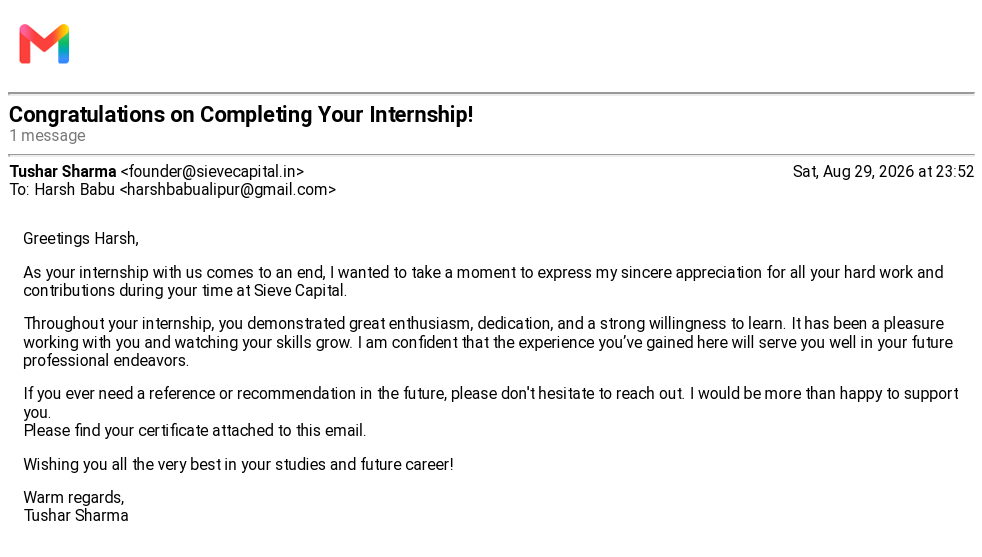 Congratulations on Completing Your Internship!
1 message
Tushar Sharma <founder@sievecapital.in> Sat, Aug 29, 2026 at 23:52
To: Harsh Babu <harshbabualipur@gmail.com>
Greetings Harsh,
As your internship with us comes to an end, I wanted to take a moment to express my sincere appreciation for all your hard work and
contributions during your time at Sieve Capital.
Throughout your internship, you demonstrated great enthusiasm, dedication, and a strong willingness to learn. It has been a pleasure
working with you and watching your skills grow. I am confident that the experience you’ve gained here will serve you well in your future
professional endeavors.
If you ever need a reference or recommendation in the future, please don't hesitate to reach out. I would be more than happy to support
you.
Please find your certificate attached to this email.
Wishing you all the very best in your studies and future career!
Warm regards,
Tushar Sharma